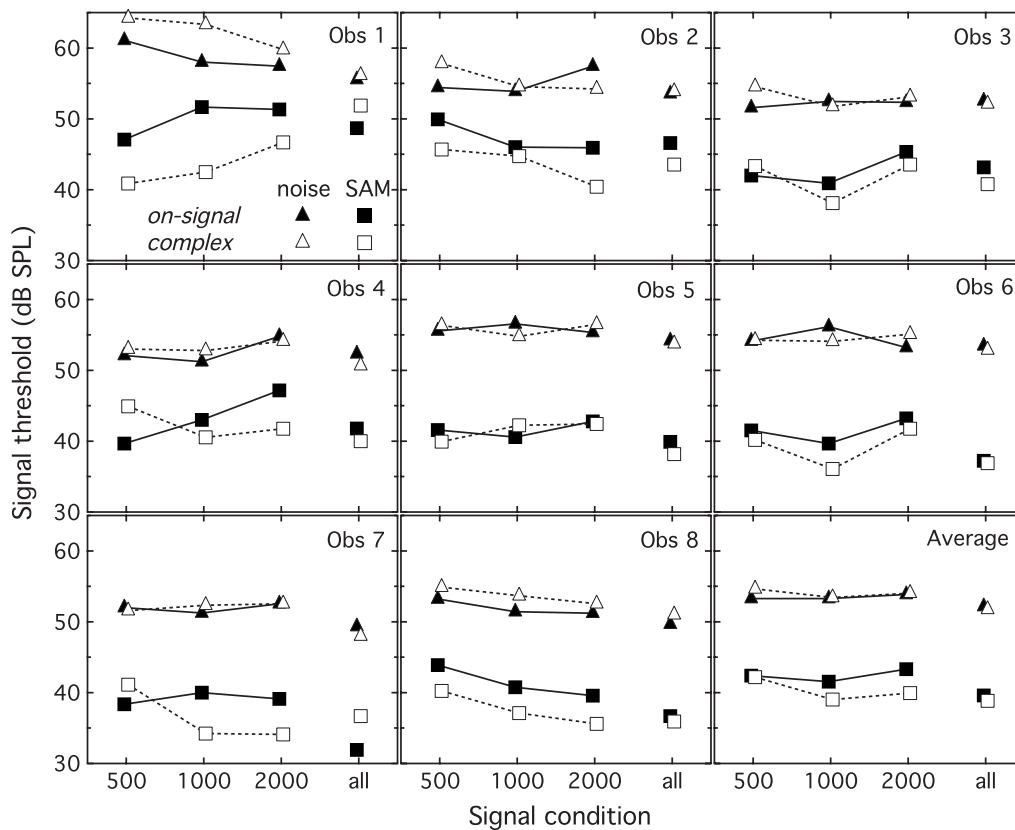 60
50
40
30
Obs 1
Obs 2
Obs 3
noise SAM
on-signal
complex
60
50
40
30
Obs 4
Obs 5
Obs 6
60
50
40
30
Obs 7
Obs 8
Average
500 1000 2000 all
500 1000 2000 all
500 1000 2000 all
Signal threshold (dB SPL)
Signal condition